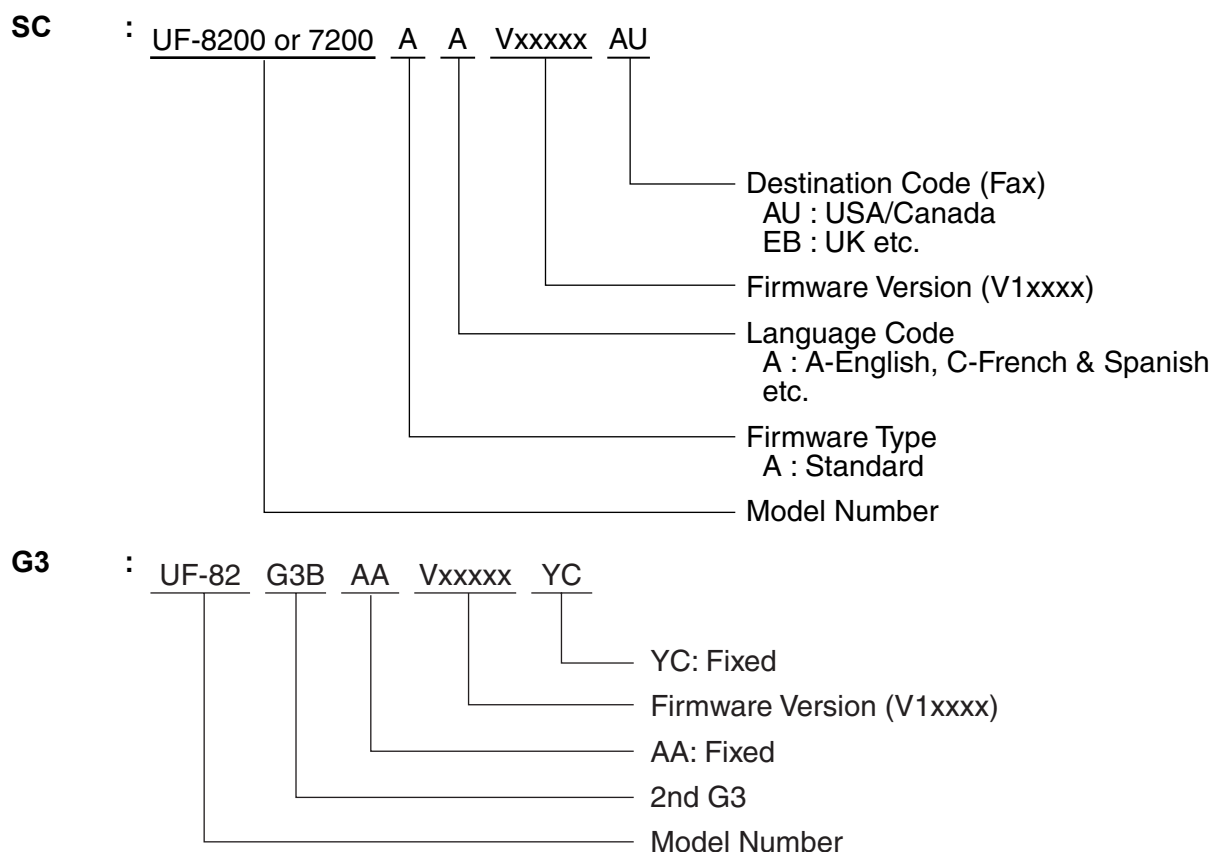 SC : UF-8200 or 7200 A A Vxxxxx AU
Destination Code (Fax)
AU : USA/Canada
EB : UK etc.
Firmware Version (V1xxxx)
Language Code
A : A-English, C-French & Spanish
etc.
Firmware Type
A : Standard
Model Number
G3 : UF-82 G3B AA Vxxxxx YC
YC: Fixed
Firmware Version (V1xxxx)
AA: Fixed
2nd G3
Model Number